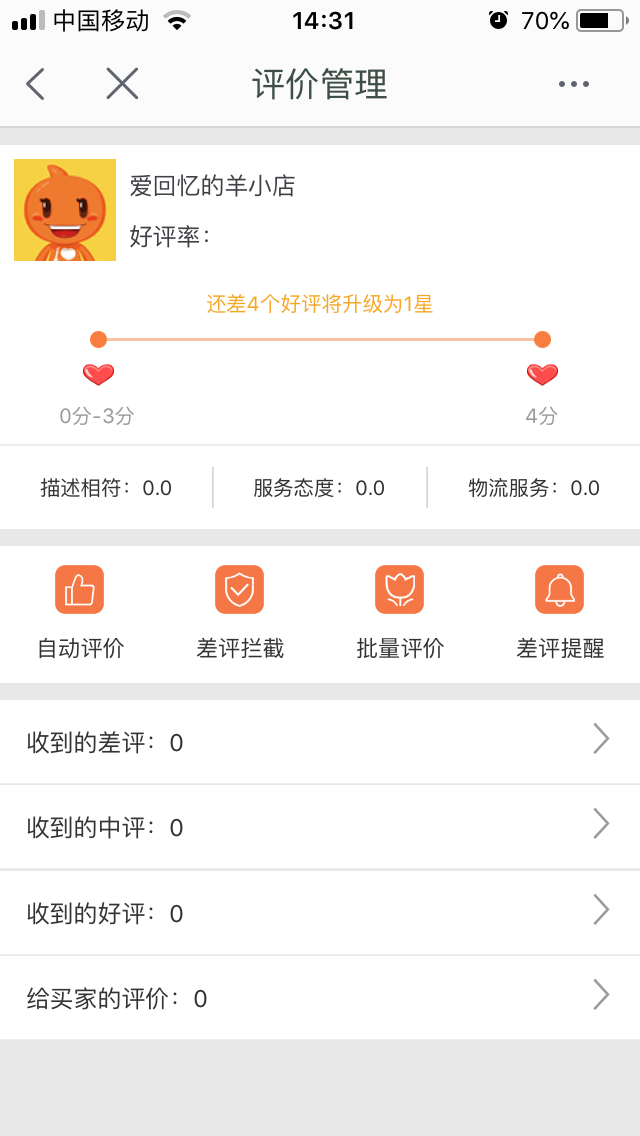 中国移动 14:31 70%
评价管理
爱回忆的羊小店
好评率：
还差4个好评将升级为1星
0分-3分 4分
描述相符：0.0 服务态度：0.0 物流服务：0.0
自动评价 差评拦截 批量评价 差评提醒
收到的差评：0
收到的中评：0
收到的好评：0
给买家的评价：0